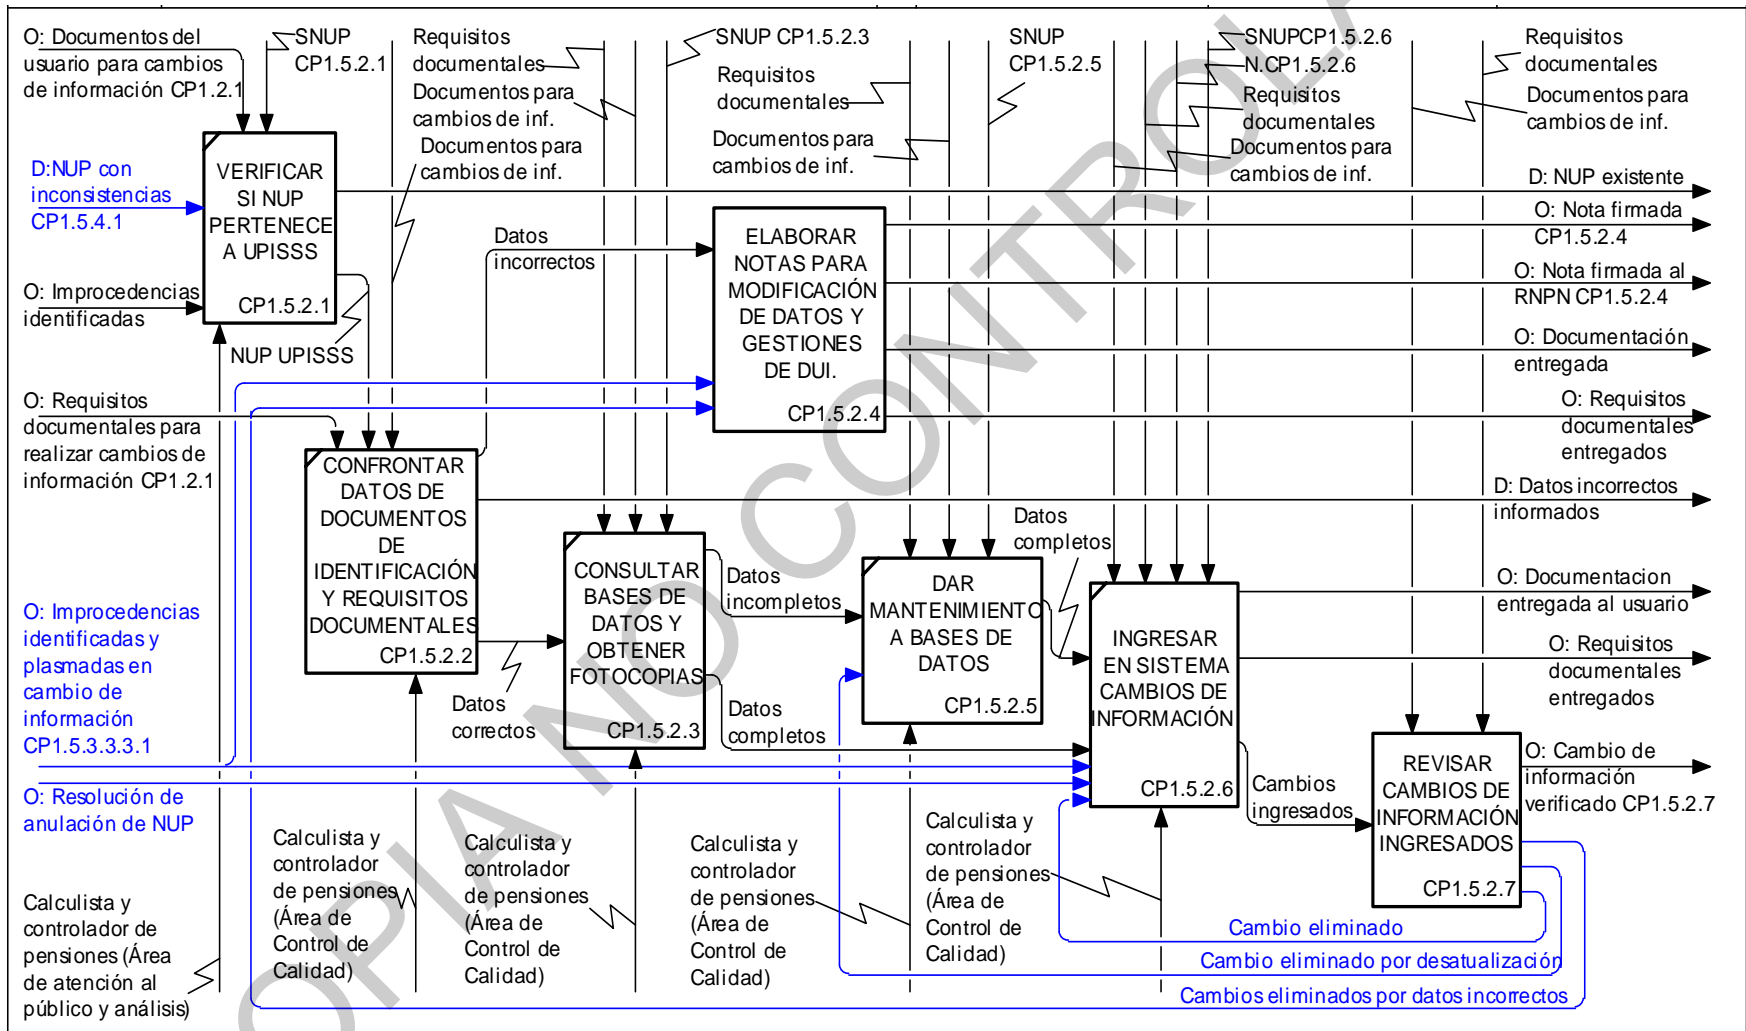 O: Documentos del
usuario para cambios
de información CP1.2.1
SNUP
CP1.5.2.1
Requisitos
documentales
Documentos para
cambios de inf.
Documentos para
cambios de inf.
SNUP CP1.5.2.3
Requisitos
documentales
Documentos para
cambios de inf.
SNUP
CP1.5.2.5
SNUPCP1.5.2.6
N.CP1.5.2.6
Requisitos
documentales
Documentos para
cambios de inf.
Requisitos
documentales
Documentos para
cambios de inf.
D:NUP con
inconsistencias
CP1.5.4.1
O: Improcedencias
identificadas
VERIFICAR
SI NUP
PERTENECE
A UPISSS
CP1.5.2.1
NUP UPISSS
Datos
incorrectos
ELABORAR
NOTAS PARA
MODIFICACIÓN
DE DATOS Y
GESTIONES
DE DUI.
CP1.5.2.4
D: NUP existente
O: Nota firmada
CP1.5.2.4
O: Nota firmada al
RNPN CP1.5.2.4
O: Documentación
entregada
O: Requisitos
documentales
entregados
D: Datos incorrectos
informados
O: Requisitos
documentales para
realizar cambios de
información CP1.2.1
CONFRONTAR
DATOS DE
DOCUMENTOS
DE
IDENTIFICACIÓN
Y REQUISITOS
DOCUMENTALES
CP1.5.2.2
Datos
correctos
CONSULTAR
BASES DE
DATOS Y
OBTENER
FOTOCOPIAS
CP1.5.2.3
Datos
incompletos
Datos
completos
DAR
MANTENIMIENTO
A BASES DE
DATOS
CP1.5.2.5
Datos
completos
INGRESAR
EN SISTEMA
CAMBIOS DE
INFORMACIÓN
CP1.5.2.6
O: Documentacion
entregada al usuario
O: Requisitos
documentales
entregados
Cambios
ingresados
REVISAR
CAMBIOS DE
INFORMACIÓN
INGRESADOS
CP1.5.2.7
O: Cambio de
información
verificado CP1.5.2.7
O: Improcedencias
identificadas y
plasmadas en
cambio de
información
CP1.5.3.3.3.1
O: Resolución de
anulación de NUP
Calculista y
controlador de
pensiones (Área
de atención al
público y análisis)
Calculista y
controlador
de pensiones
(Área de
Control de
Calidad)
Calculista y
controlador
de pensiones
(Área de
Control de
Calidad)
Calculista y
controlador
de pensiones
(Área de
Control de
Calidad)
Calculista y
controlador
de pensiones
(Área de
Control de
Calidad)
Cambio eliminado
Cambio eliminado por desatualización
Cambios eliminados por datos incorrectos
OPIA NO CONTROLA